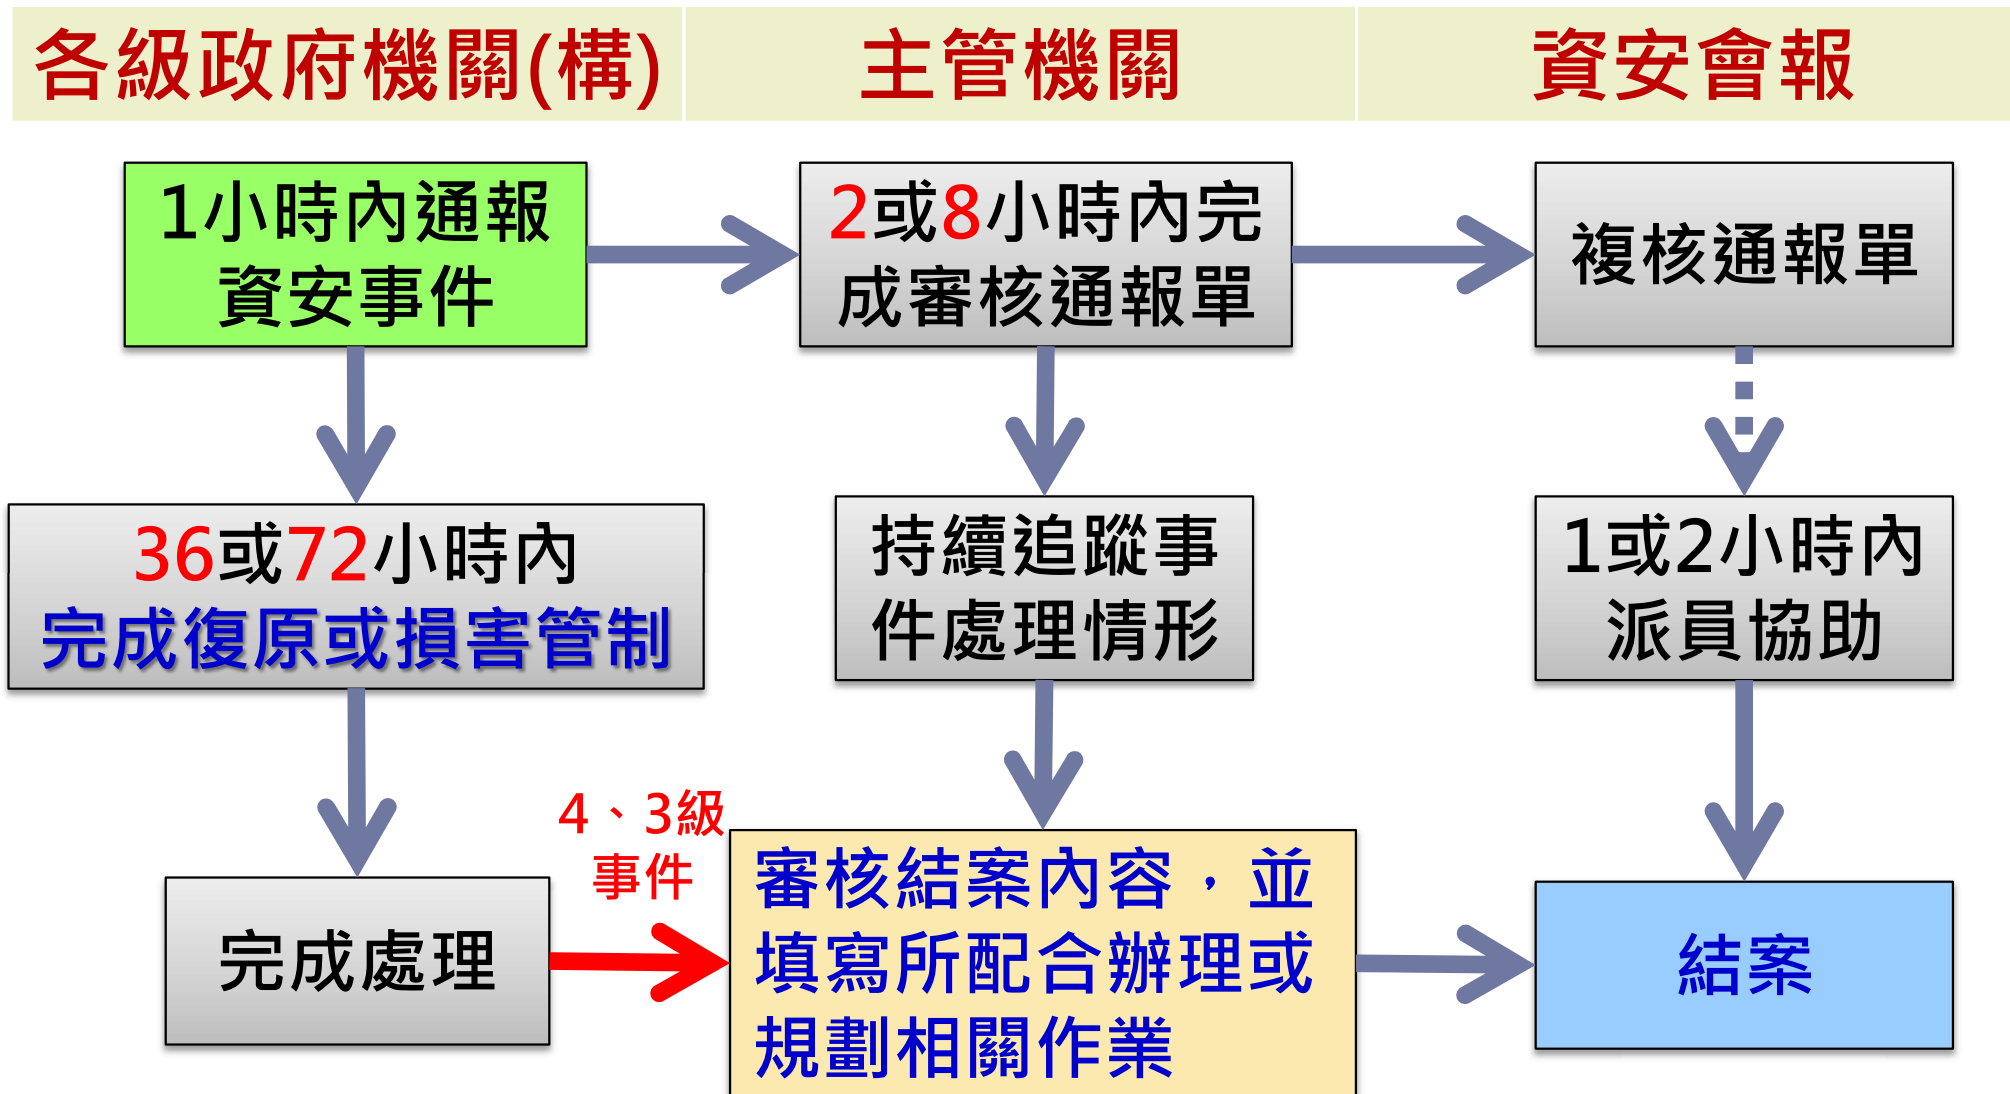 各級政府機關(構)
主管機關
資安會報
1小時內通報
資安事件
2或8小時內完
成審核通報單
複核通報單
36或72小時內
完成復原或損害管制
持續追蹤事
件處理情形
1或2小時內
派員協助
4、3級
事件
完成處理
審核結案內容，並
填寫所配合辦理或
規劃相關作業
結案